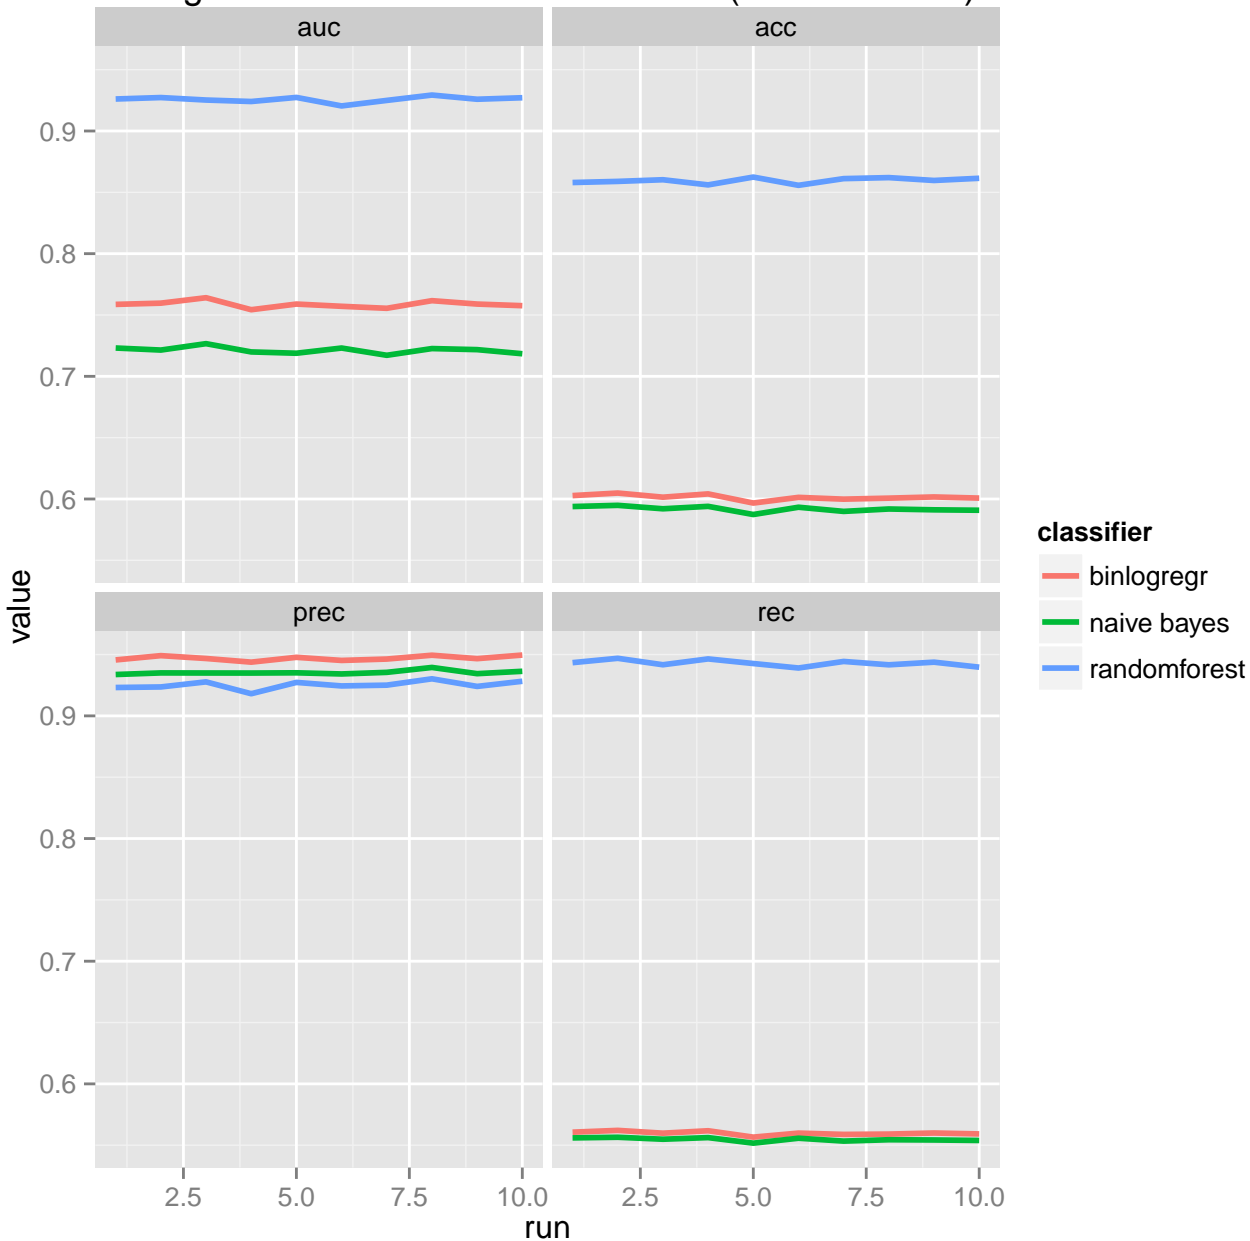 auc
acc
0.9
0.8
0.7
0.6
prec
rec
0.9
0.8
0.7
0.6
2.5 5.0 7.5 10.0 2.5 5.0 7.5 10.0
run
value
classifier
binlogregr
naive bayes
randomforest